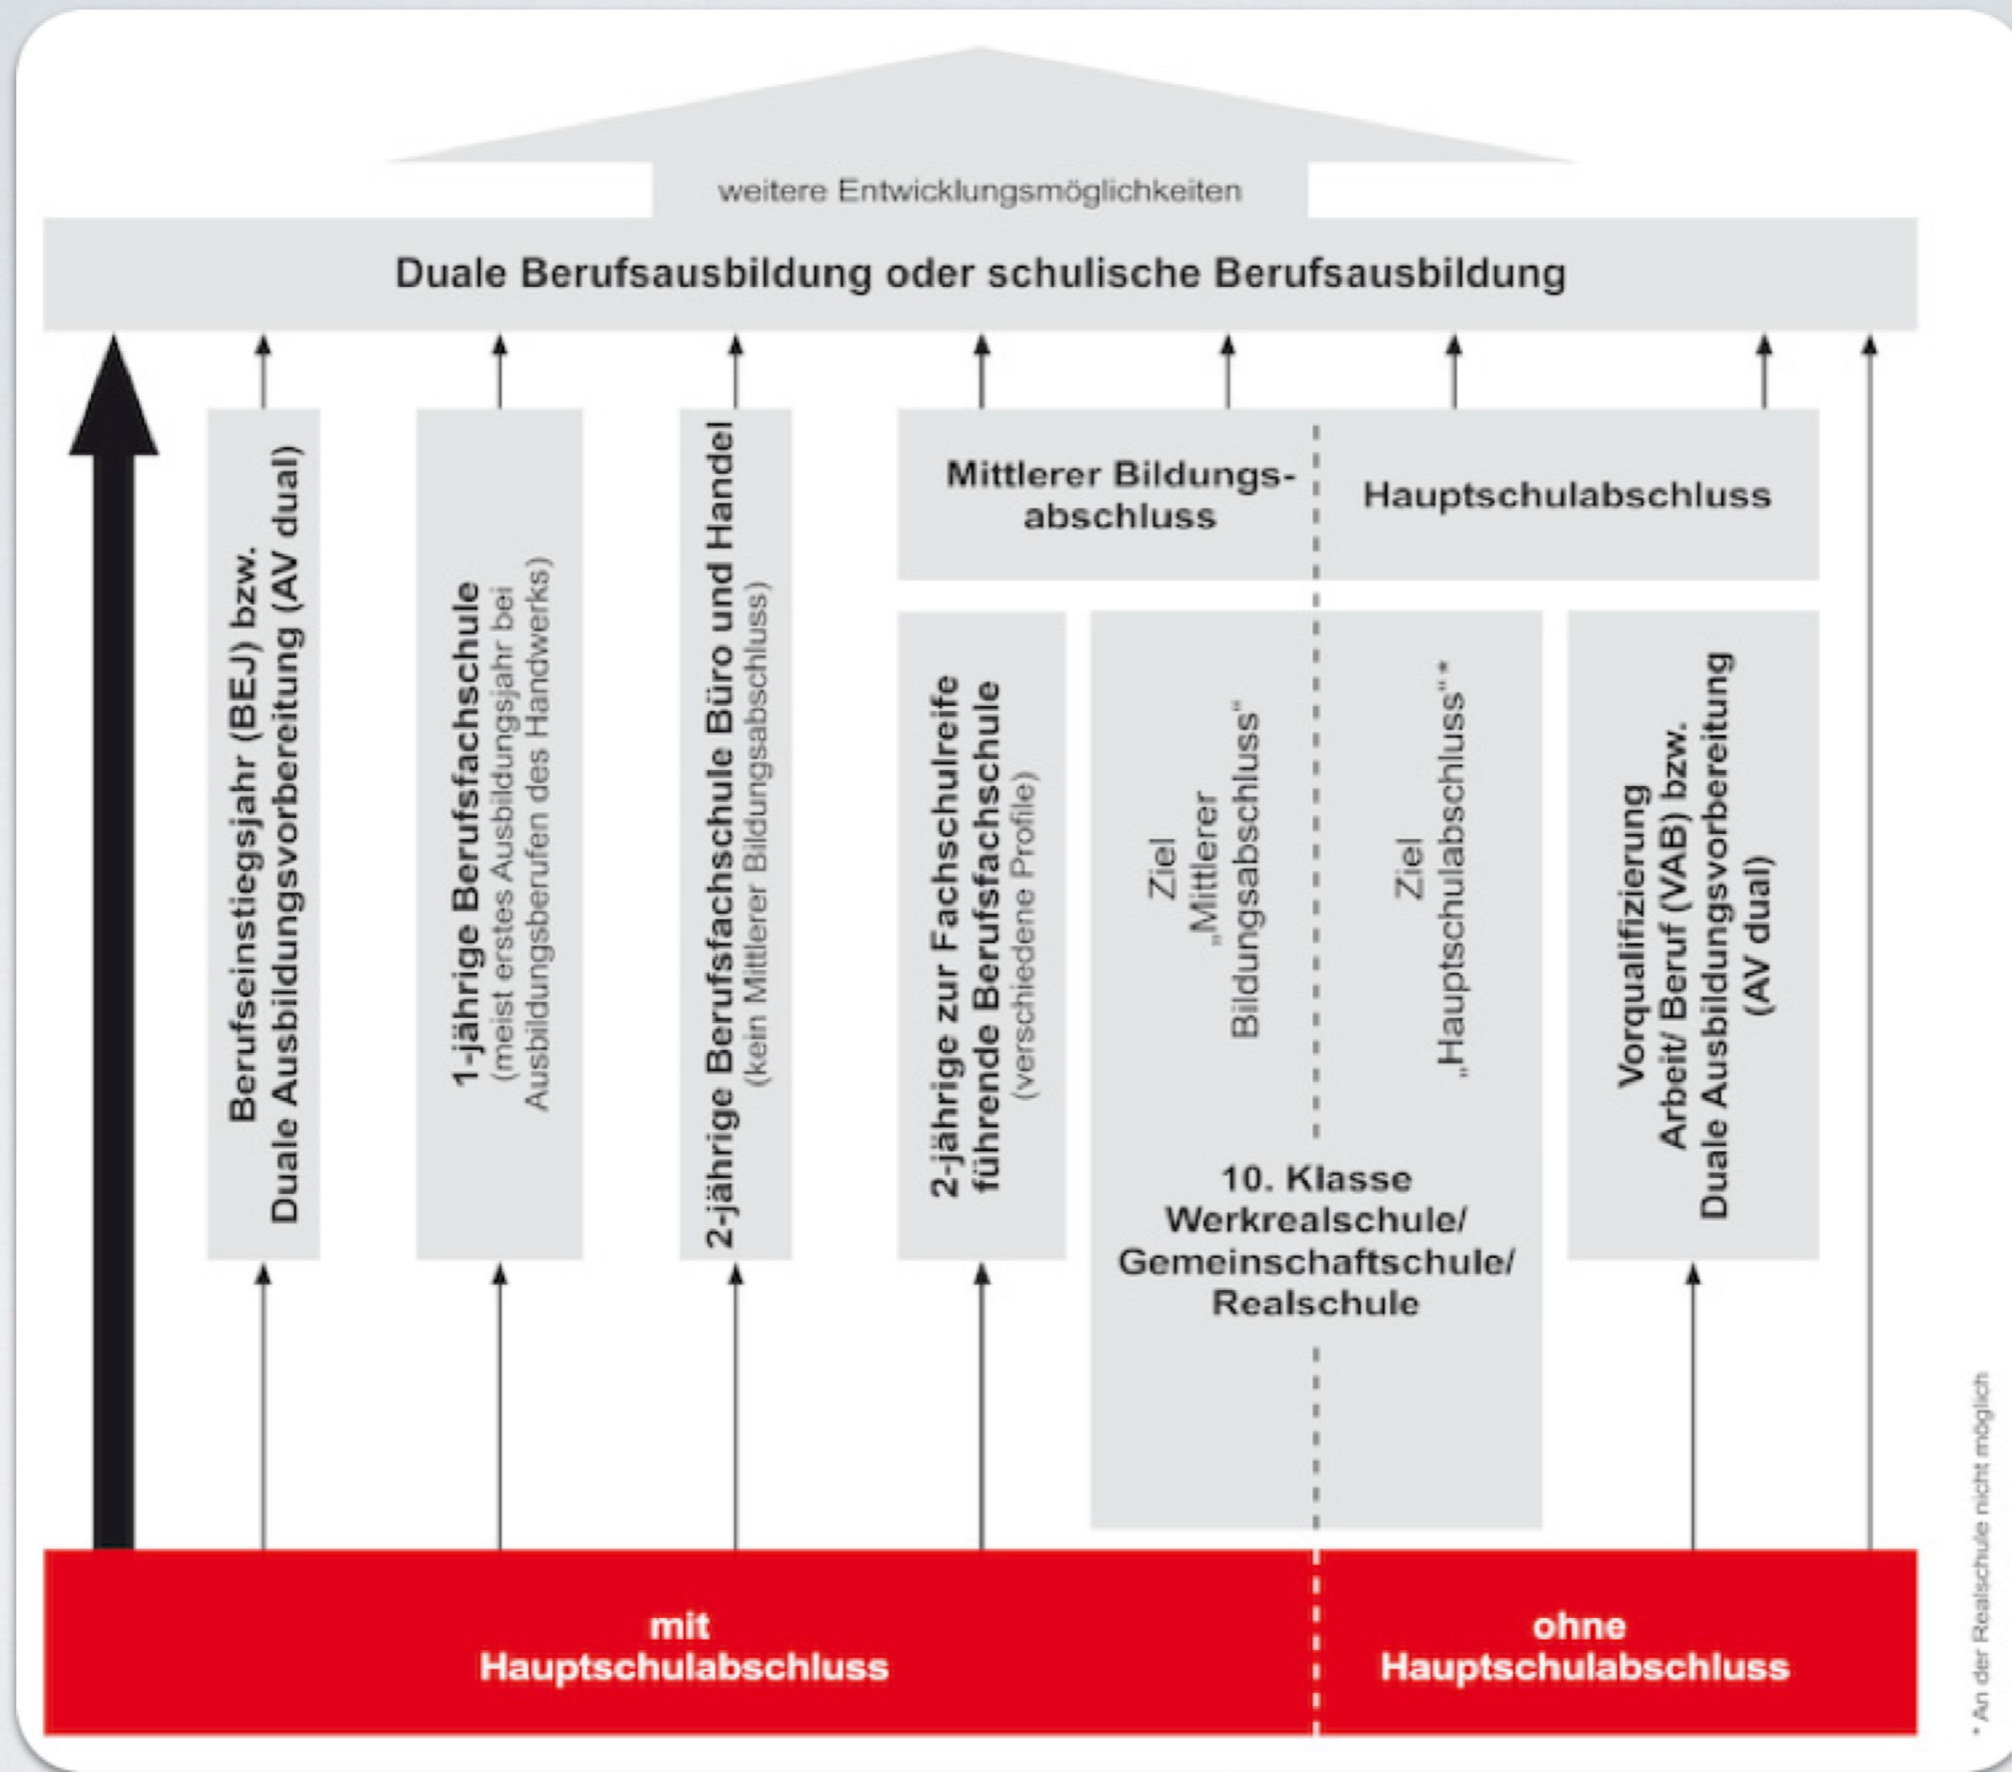 weitere Entwicklungsmöglichkeiten
Duale Berufsausbildung oder schulische Berufsausbildung
Berufseinstiegsjahr (BEJ) bzw.
Duale Ausbildungsvorbereitung (AV dual)
1-jährige Berufsfachschule
(meist erstes Ausbildungsjahr bei
Ausbildungsberufen des Handwerks)
2-jährige Berufsfachschule Büro und Handel
(kein Mittlerer Bildungsabschluss)
Mittlerer Bildungs-
abschluss
Hauptschulabschluss
2-jährige zur Fachschulreife
führende Berufsfachschule
(verschiedene Profile)
Ziel
„Mittlerer
Bildungsabschluss“
Ziel
„Hauptschulabschluss“*
10. Klasse
Werkrealschule/
Gemeinschaftschule/
Realschule
Vorqualifizierung
Arbeit/ Beruf (VAB) bzw.
Duale Ausbildungsvorbereitung
(AV dual)
mit
Hauptschulabschluss
ohne
Hauptschulabschluss
* An der Realschule nicht möglich